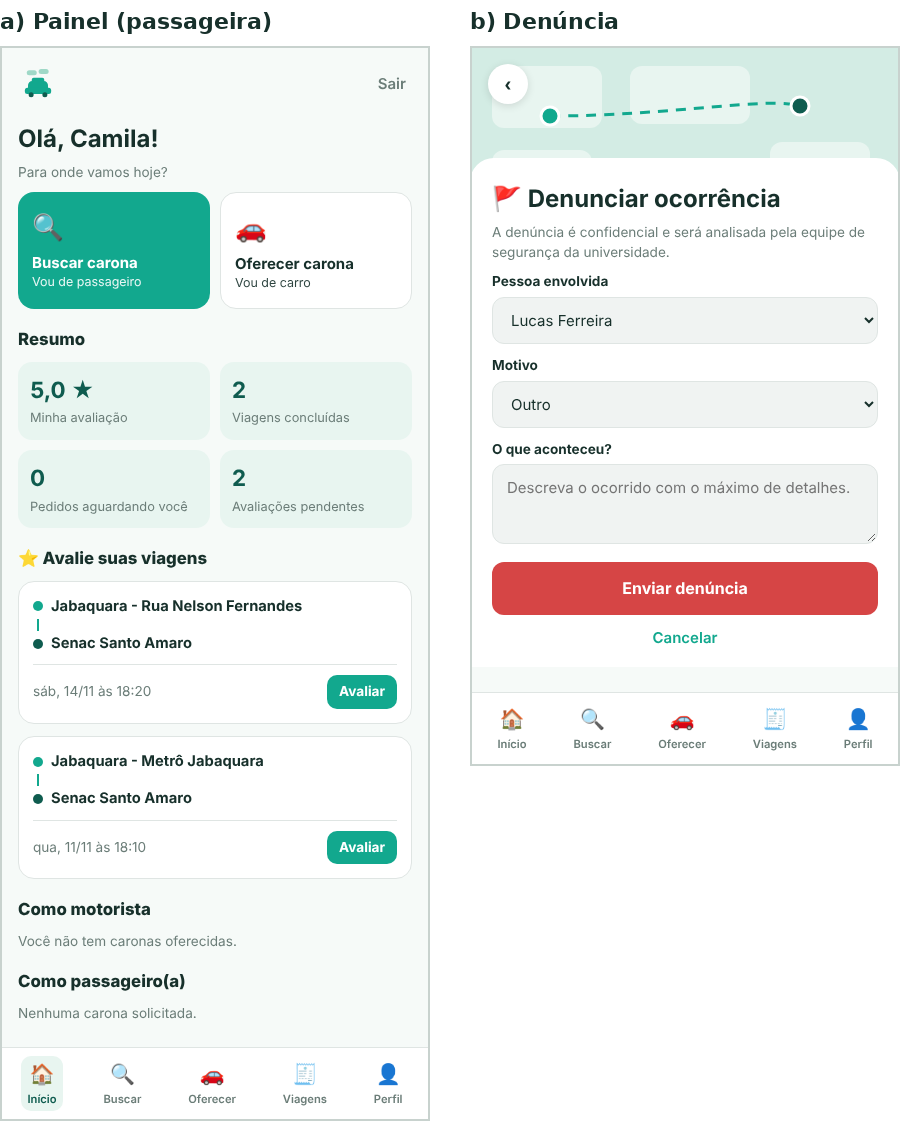 a) Painel (passageira)
Sair
Olá, Camila!
Para onde vamos hoje?
Buscar carona
Vou de passageiro
Oferecer carona
Vou de carro
Resumo
5,0 ★
Minha avaliação
2
Viagens concluídas
0
Pedidos aguardando você
2
Avaliações pendentes
⭐ Avalie suas viagens
Jabaquara - Rua Nelson Fernandes
Senac Santo Amaro
sáb, 14/11 às 18:20
Avaliar
Jabaquara - Metrô Jabaquara
Senac Santo Amaro
qua, 11/11 às 18:10
Avaliar
Como motorista
Você não tem caronas oferecidas.
Como passageiro(a)
Nenhuma carona solicitada.
Início
Buscar
Oferecer
Viagens
Perfil
b) Denúncia
‹
🚩 Denunciar ocorrência
A denúncia é confidencial e será analisada pela equipe de
segurança da universidade.
Pessoa envolvida
Lucas Ferreira
Motivo
Outro
O que aconteceu?
Descreva o ocorrido com o máximo de detalhes.
Enviar denúncia
Cancelar
Início
Buscar
Oferecer
Viagens
Perfil